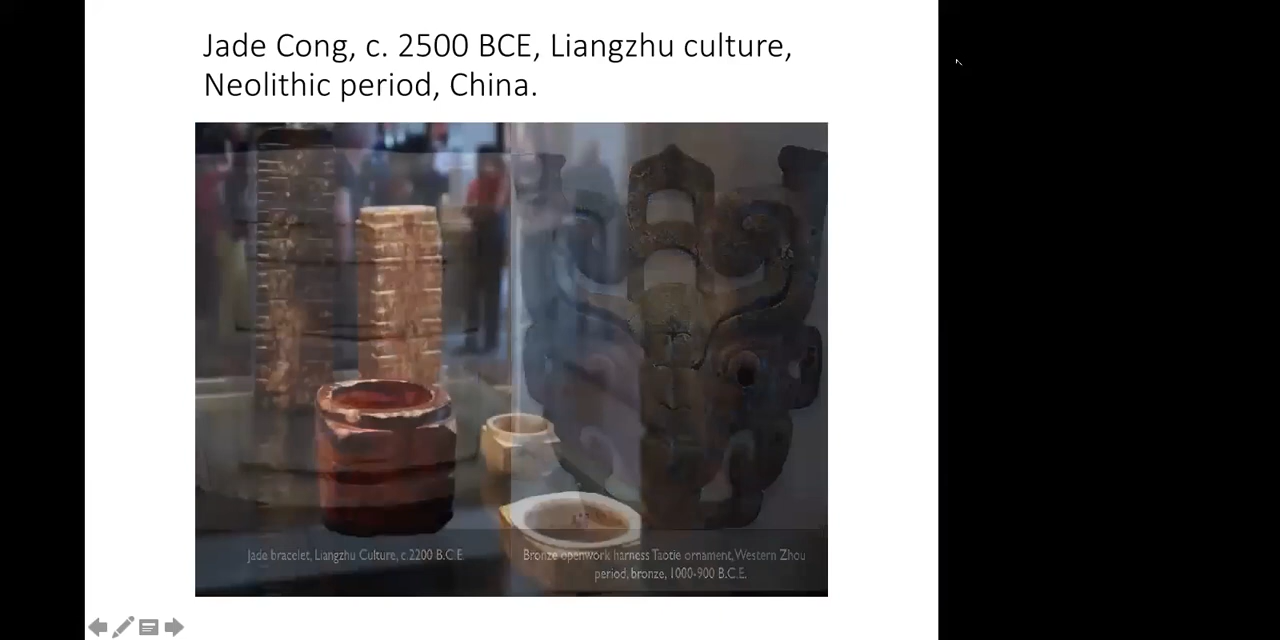 Jade Cong, c. 2500 BCE, Liangzhu culture,
Neolithic period, China.
Jade bracelet, Liangzhu Culture, c 2200 B.C.E
Bronze openwork harness Taotie ornament, Western Zhou
period, bronze, 1000-900 B.C.E.